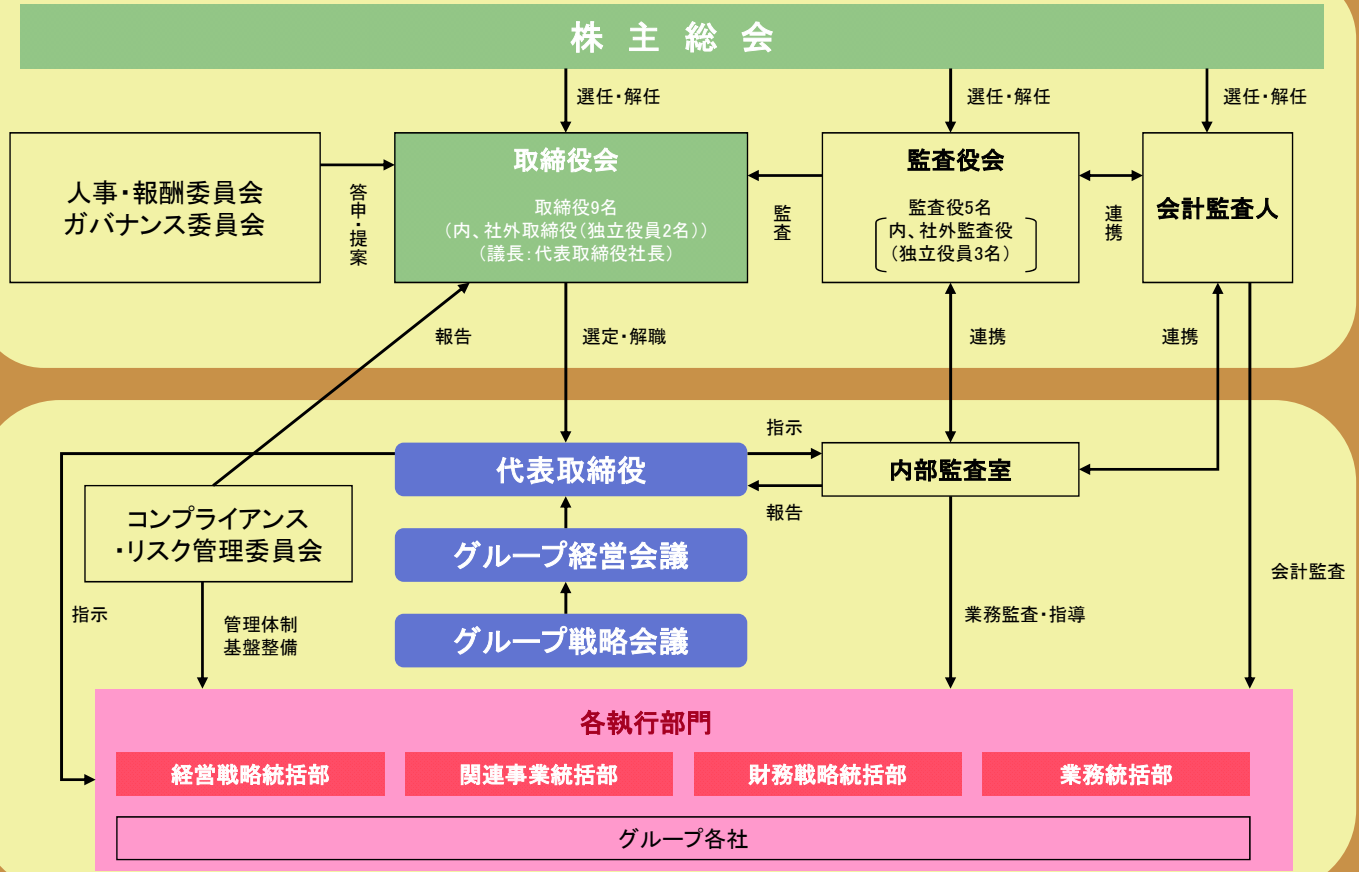 株 主 総 会
選任・解任
選任・解任
選任・解任
人事・報酬委員会
ガバナンス委員会
答申・提案
取締役会
取締役9名
(内、社外取締役(独立役員2名))
(議長:代表取締役社長)
監査
監査役会
監査役5名
内、社外監査役
(独立役員3名)
連携
会計監査人
報告
選定・解職
連携
連携
指示
代表取締役
内部監査室
報告
コンプライアンス
・リスク管理委員会
グループ経営会議
会計監査
指示
管理体制
基盤整備
グループ戦略会議
業務監査・指導
各執行部門
経営戦略統括部
関連事業統括部
財務戦略統括部
業務統括部
グループ各社